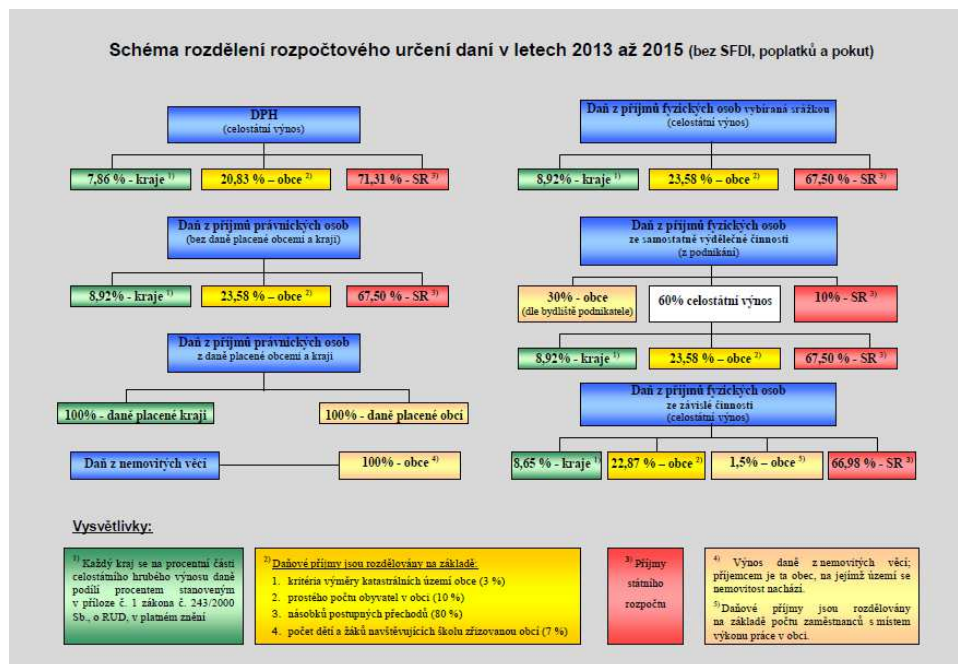 Schéma rozdělení rozpočtového určení daní v letech 2013 až 2015 (bez SFDI, poplatků a pokut)
DPH
(celostátní výnos)
7,86 % - kraje 1)
20,83 % – obce 2)
71,31 % - SR 3)
Daň z příjmů právnických osob
(bez daně placené obcemi a kraji)
8,92% - kraje 1)
23,58 % – obce 2)
67,50 % - SR 3)
Daň z příjmů právnických osob
z daně placené obcemi a kraji
100% - daně placené kraji
100% - daně placené obcí
Daň z nemovitých věcí
100% - obce 4)
Daň z příjmů fyzických osob vybíraná srážkou
(celostátní výnos)
8,92% - kraje 1)
23,58 % – obce 2)
67,50 % - SR 3)
Daň z příjmů fyzických osob
ze samostatně výdělečné činnosti
(z podnikání)
30% - obce
(dle bydliště podnikatele)
60% celostátní výnos
10% - SR 3)
8,92% - kraje 1)
23,58 % – obce 2)
67,50 % - SR 3)
Daň z příjmů fyzických osob
ze závislé činnosti
(celostátní výnos)
8,65 % - kraje 1)
22,87 % – obce 2)
1,5% – obce 5)
66,98 % - SR 3)
Vysvětlivky:
1) Každý kraj se na procentní části
celostátního hrubého výnosu daně
podílí procentem stanoveným
v příloze č. 1 zákona č. 243/2000
Sb., o RUD, v platném znění
2) Daňové příjmy jsou rozdělovány na základě:
1. kritéria výměry katastrálních území obce (3 %)
2. prostého počtu obyvatel v obci (10 %)
3. násobků postupných přechodů (80 %)
4. počet dětí a žáků navštěvujících školu zřizovanou obcí (7 %)
3) Příjmy
státního
rozpočtu
4) Výnos daně z nemovitých věcí;
příjemcem je ta obec, na jejímž území se
nemovitost nachází.
5) Daňové příjmy jsou rozdělovány
na základě počtu zaměstnanců s místem
výkonu práce v obci.